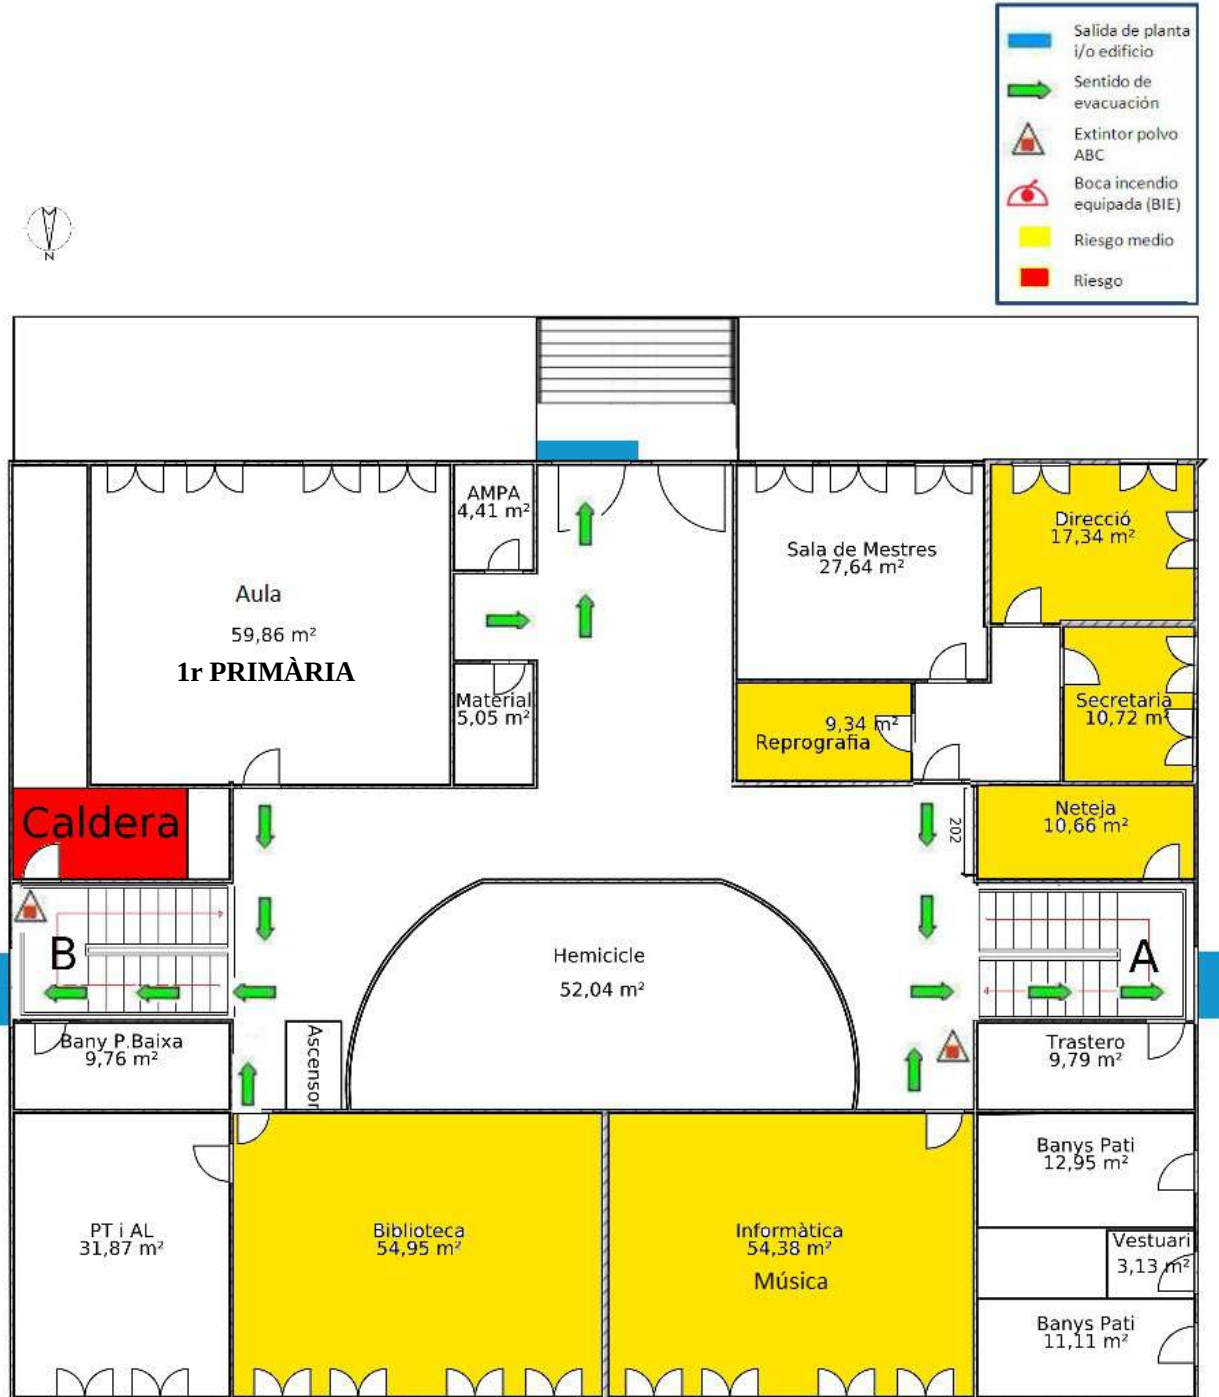 Salida de planta
i/o edificio
Sentido de
evacuación
Extintor polvo
ABC
Boca incendio
equipada (BIE)
Riesgo medio
Riesgo
N
AMPA
4,41 m²
Direcció
17,34 m²
Sala de Mestres
27,64 m²
Aula
59,86 m²
1r PRIMÀRIA
Material
5,05 m²
Secretaria
10,72 m²
9,34 m²
Reprografia
Caldera
202
Neteja
10,66 m²
B
Hemicicle
52,04 m²
A
Bany P.Baixa
9,76 m²
Ascensor
Trastero
9,79 m²
Banys Pati
12,95 m²
PT i AL
31,87 m²
Biblioteca
54,95 m²
Informàtica
54,38 m²
Música
Vestuari
3,13 m²
Banys Pati
11,11 m²